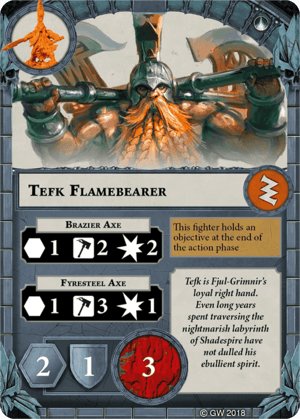 TEFK FLAMEBEARER
BRAZIER AXE
1 2 2
This fighter holds an
objective at the end of
the action phase
FYRESTEEL AXE
1 3 1
Tefk is Fjul-Grimnir's
loyal right hand.
Even long years
spent traversing the
nightmarish labyrinth
of Shadespire have
not dulled his
ebullient spirit.
2 1 3
© GW 2018